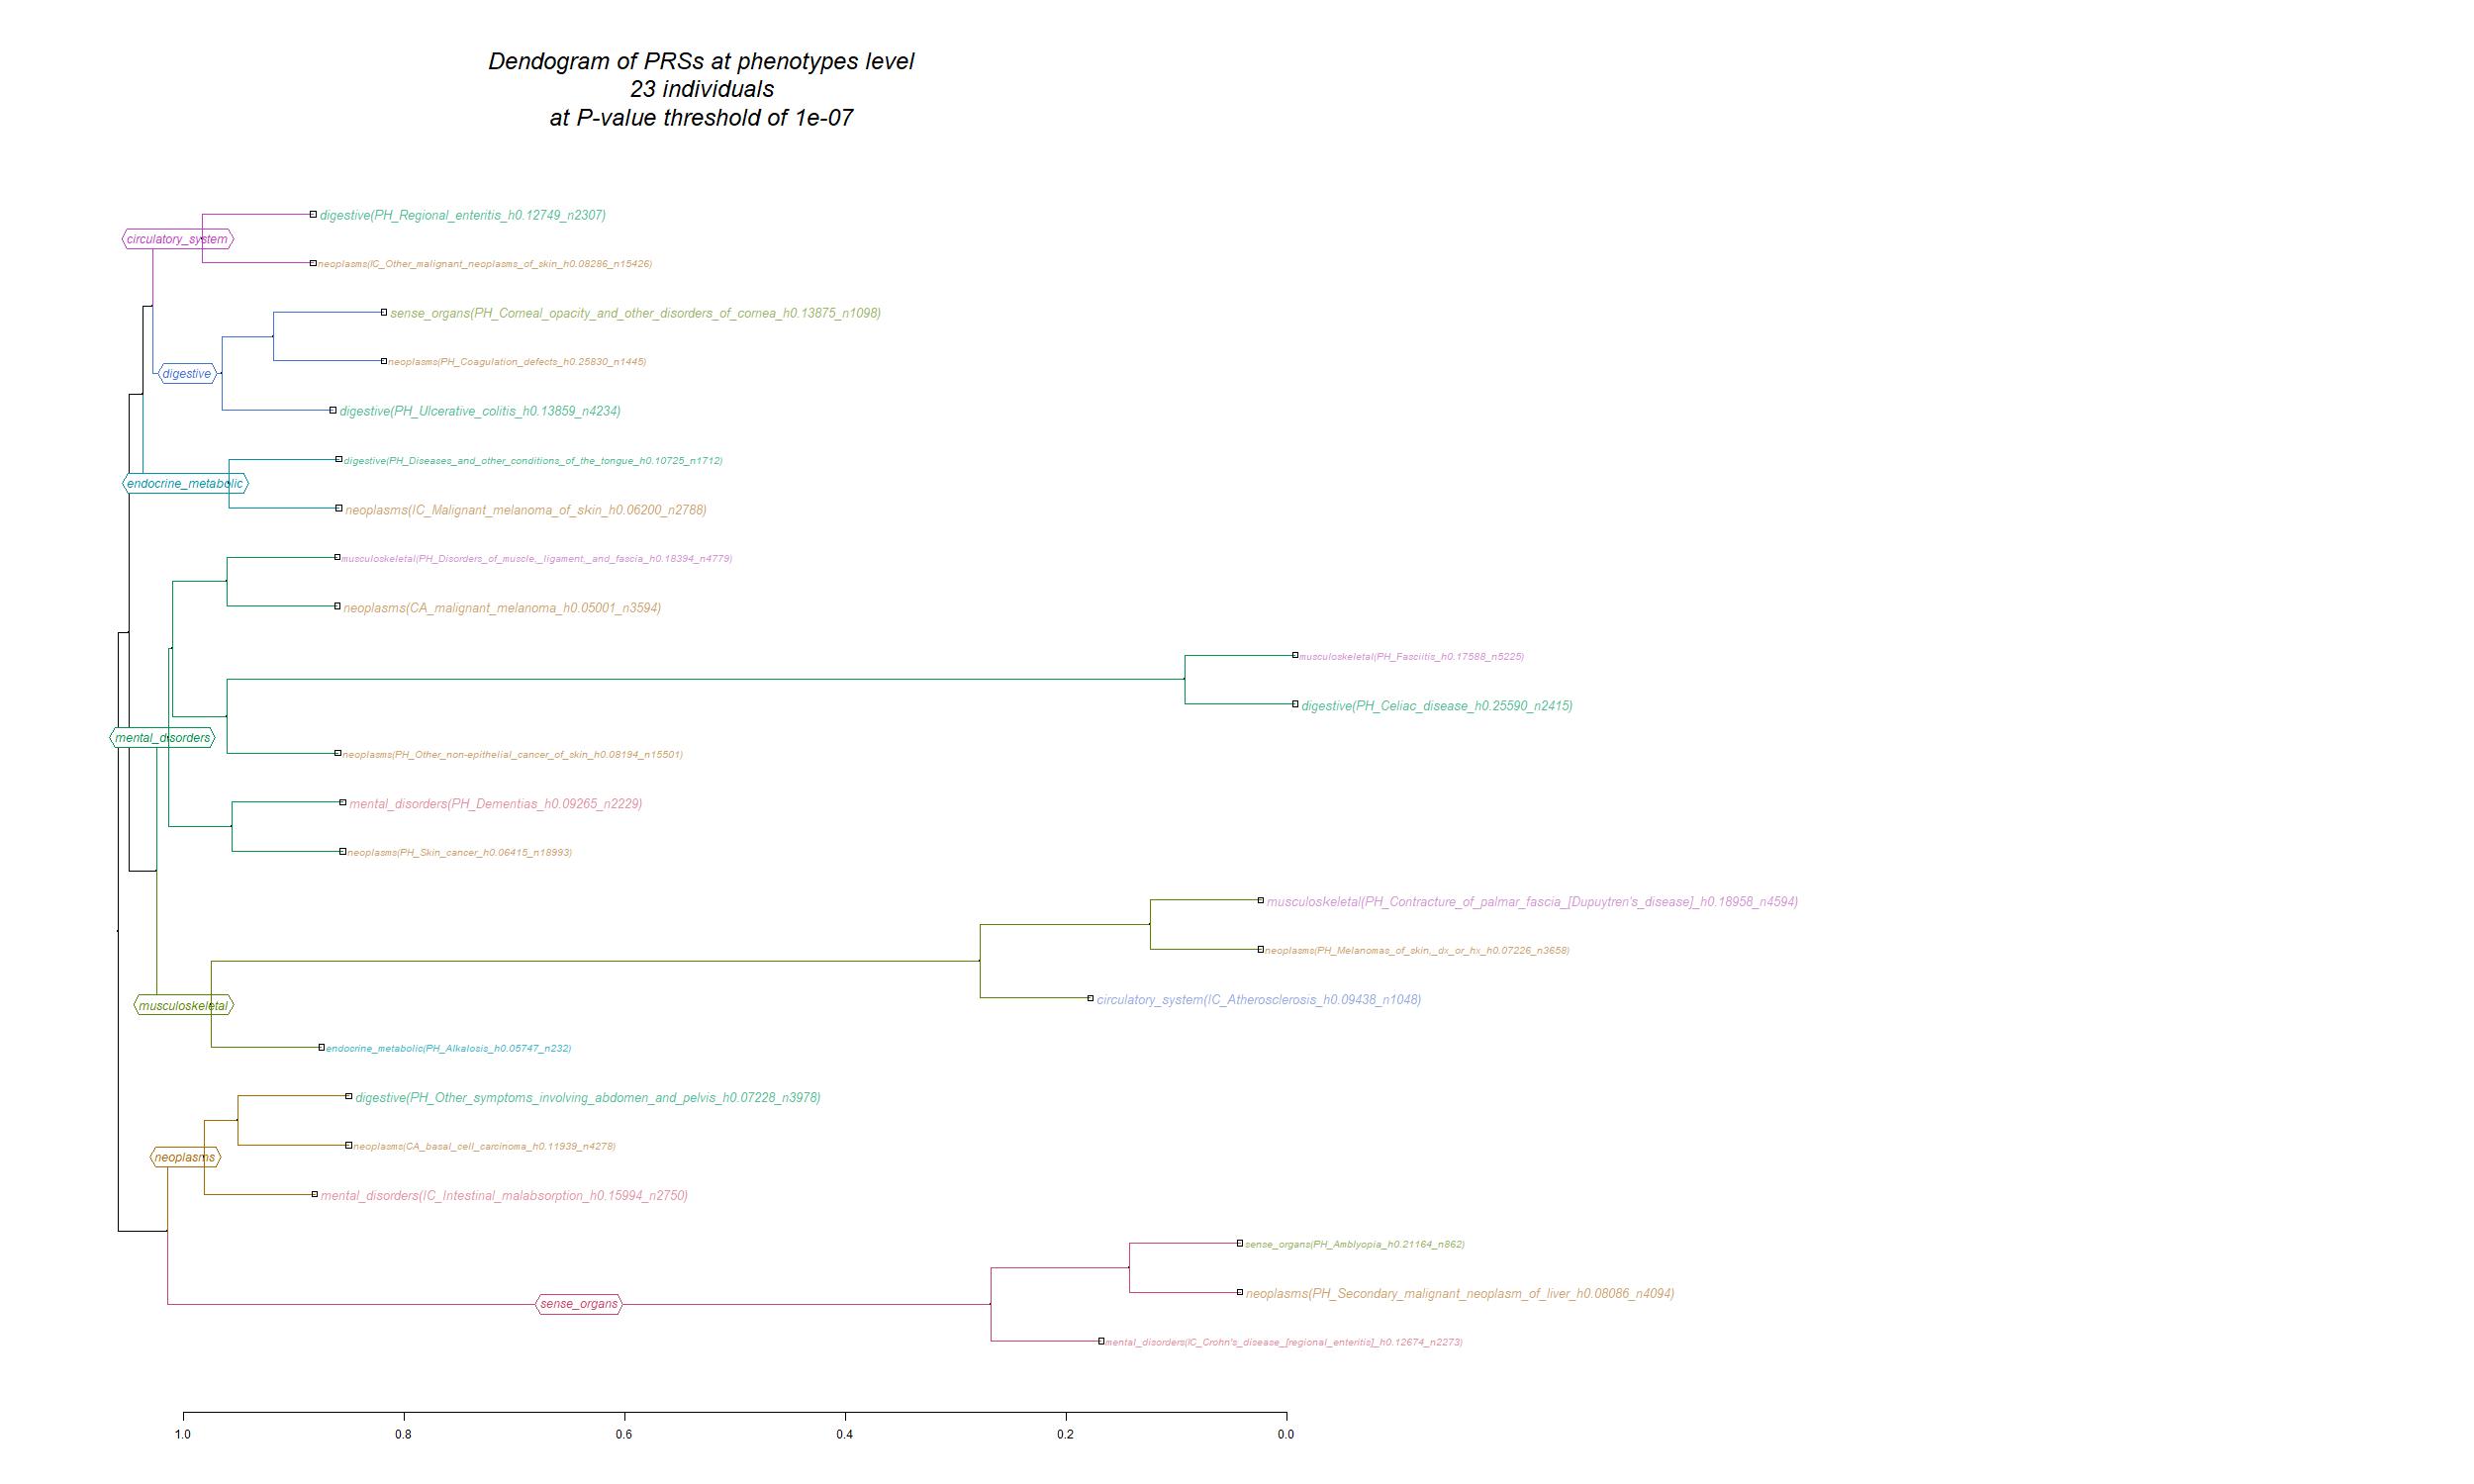 Dendogram of PRSs at phenotypes level
23 individuals
at P-value threshold of 1e-07
digestive(PH_Regional_enteritis_h0.12749_n2307)
circulatory_system
neoplasms(IC_Other_malignant_neoplasms_of_skin_h0.08286_n15426)
sense_organs(PH_Corneal_opacity_and_other_disorders_of_cornea_h0.13875_n1098)
neoplasms(PH_Coagulation_defects_h0.25830_n1445)
digestive
digestive(PH_Ulcerative_colitis_h0.13859_n4234)
digestive(PH_Diseases_and_other_conditions_of_the_tongue_h0.10725_n1712)
endocrine_metabolic
neoplasms(IC_Malignant_melanoma_of_skin_h0.06200_n2788)
musculoskeletal(PH_Disorders_of_muscle,_ligament,_and_fascia_h0.18394_n4779)
neoplasms(CA_malignant_melanoma_h0.05001_n3594)
musculoskeletal(PH_Fasciitis_h0.17588_n5225)
digestive(PH_Celiac_disease_h0.25590_n2415)
mental_disorders
neoplasms(PH_Other_non-epithelial_cancer_of_skin_h0.08194_n15501)
mental_disorders(PH_Dementias_h0.09265_n2229)
neoplasms(PH_Skin_cancer_h0.06415_n18993)
musculoskeletal(PH_Contracture_of_palmar_fascia_[Dupuytren's_disease]_h0.18958_n4594)
neoplasms(PH_Melanomas_of_skin,_dx_or_hx_h0.07226_n3658)
circulatory_system(IC_Atherosclerosis_h0.09438_n1048)
musculoskeletal
endocrine_metabolic(PH_Alkalosis_h0.05747_n232)
digestive(PH_Other_symptoms_involving_abdomen_and_pelvis_h0.07228_n3978)
neoplasms(CA_basal_cell_carcinoma_h0.11939_n4278)
neoplasms
mental_disorders(IC_Intestinal_malabsorption_h0.15994_n2750)
sense_organs(PH_Amblyopia_h0.21164_n862)
neoplasms(PH_Secondary_malignant_neoplasm_of_liver_h0.08086_n4094)
sense_organs
mental_disorders(IC_Crohn's_disease_[regional_enteritis]_h0.12674_n2273)
1.0 0.8 0.6 0.4 0.2 0.0